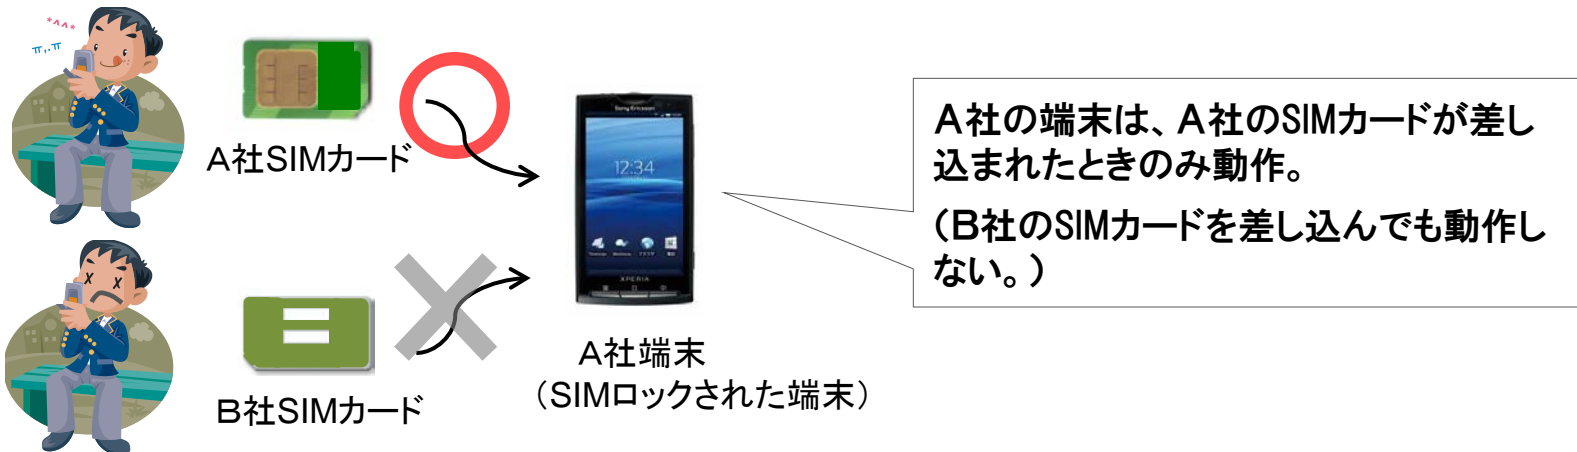 *^^*
π,.π
A社SIMカード
Sony Ericsson
12:34
XPERIA
A社端末
（SIMロックされた端末）
B社SIMカード
A社の端末は、A社のSIMカードが差し
込まれたときのみ動作。
（B社のSIMカードを差し込んでも動作し
ない。）